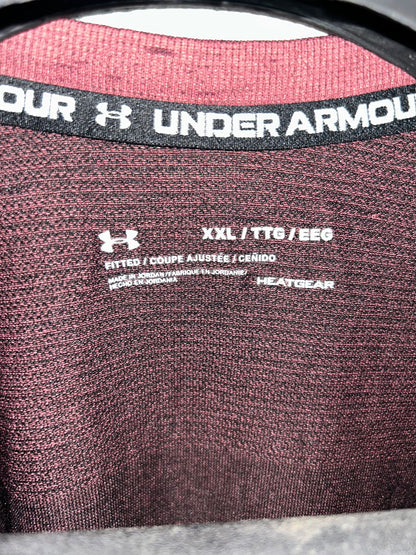 OUR UNDER ARMOU
XXL / TTG / EEG
FITTED / COUPE AJUSTÉE / CEÑIDO
MADE IN JORDAN / FABRIQUÉ EN JORDANIE /
HECHO EN JORDANIA
HEATGEAR